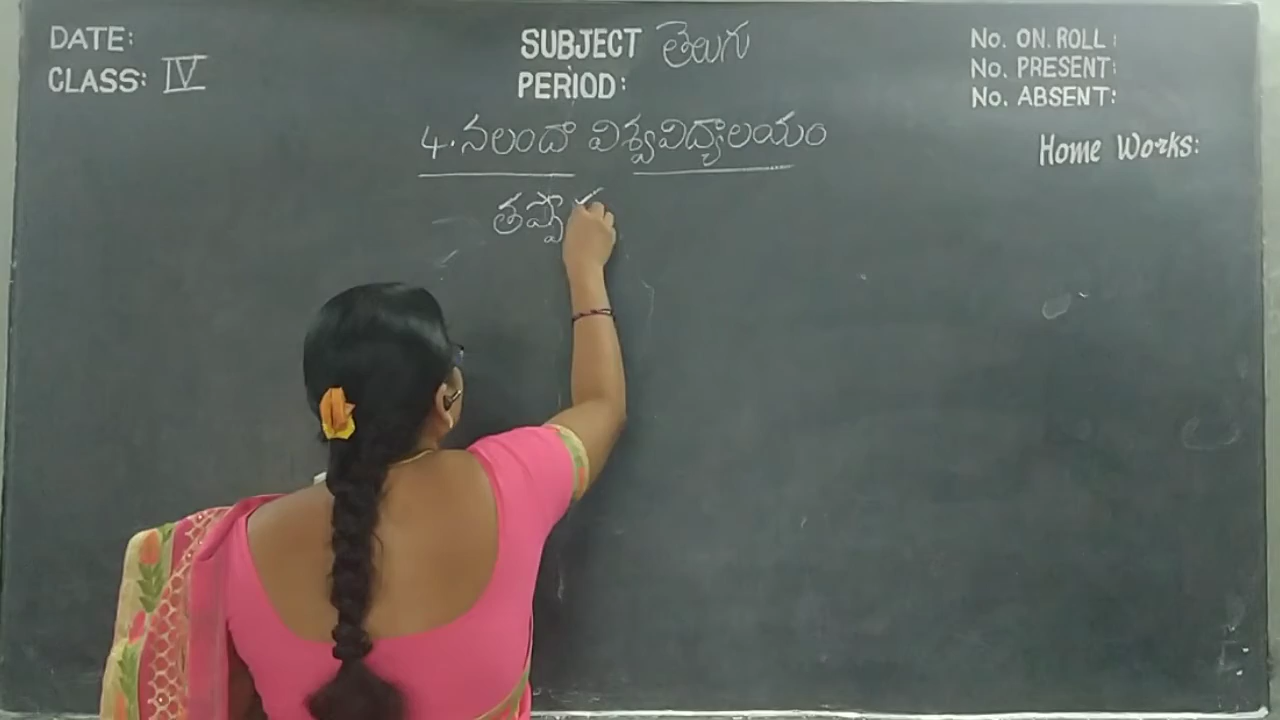 DATE:
CLASS: IV
SUBJECT తెలుగు
PERIOD:
No. ON. ROLL :
No. PRESENT:
No. ABSENT:
Home Works:
4. నలందా విశ్వవిద్యాలయం